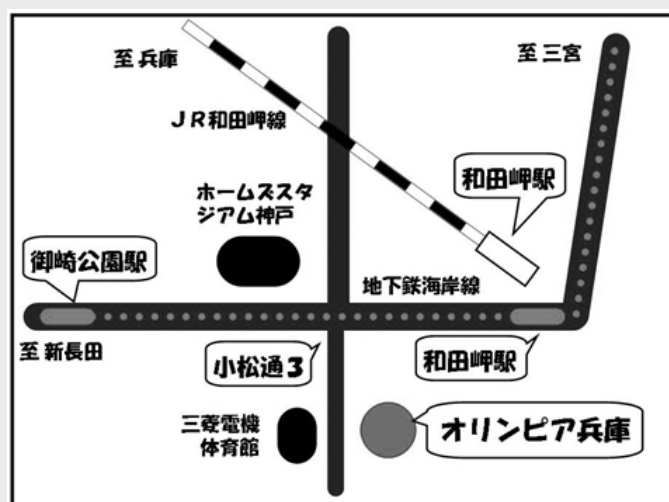 至兵庫
至三宮
JR和田岬線
和田岬駅
ホームズスタ
ジアム神戸
御崎公園駅
地下鉄海岸線
至新長田
小松通3
和田岬駅
三菱電機
体育館
オリンピア兵庫